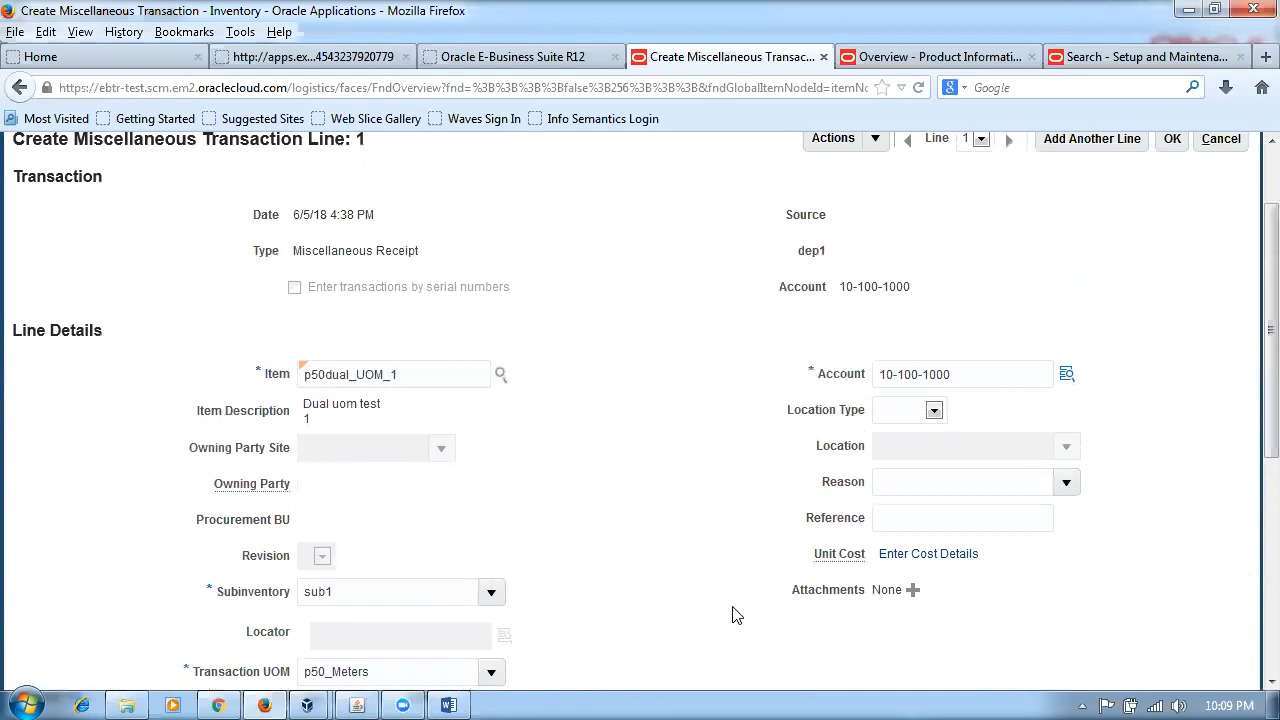 Create Miscellaneous Transaction - Inventory - Oracle Applications - Mozilla Firefox
File Edit View History Bookmarks Tools Help
Home × http://apps.ex...4543237920779 × Oracle E-Business Suite R12 × Create Miscellaneous Transac... × Overview - Product Informati... × Search - Setup and Maintena... × +
https://ebtr-test.scm.em2.oraclecloud.com/logistics/faces/FndOverview?fnd=%3B%3B%3B%3Bfalse%3B256%3B%3B%3B&fndGlobalItemNodeId=itemNo Google
Most Visited Getting Started Suggested Sites Web Slice Gallery Waves Sign In Info Semantics Login
Create Miscellaneous Transaction Line: 1 Actions Line 1 Add Another Line OK Cancel
Transaction
Date 6/5/18 4:38 PM Source
Type Miscellaneous Receipt dep1
Enter transactions by serial numbers Account 10-100-1000
Line Details
* Item p50dual_UOM_1 * Account 10-100-1000
Item Description Dual uom test
1
Location Type
Owning Party Site Location
Owning Party Reason
Procurement BU Reference
Revision Unit Cost Enter Cost Details
* Subinventory sub1 Attachments None
Locator
* Transaction UOM p50_Meters
10:09 PM